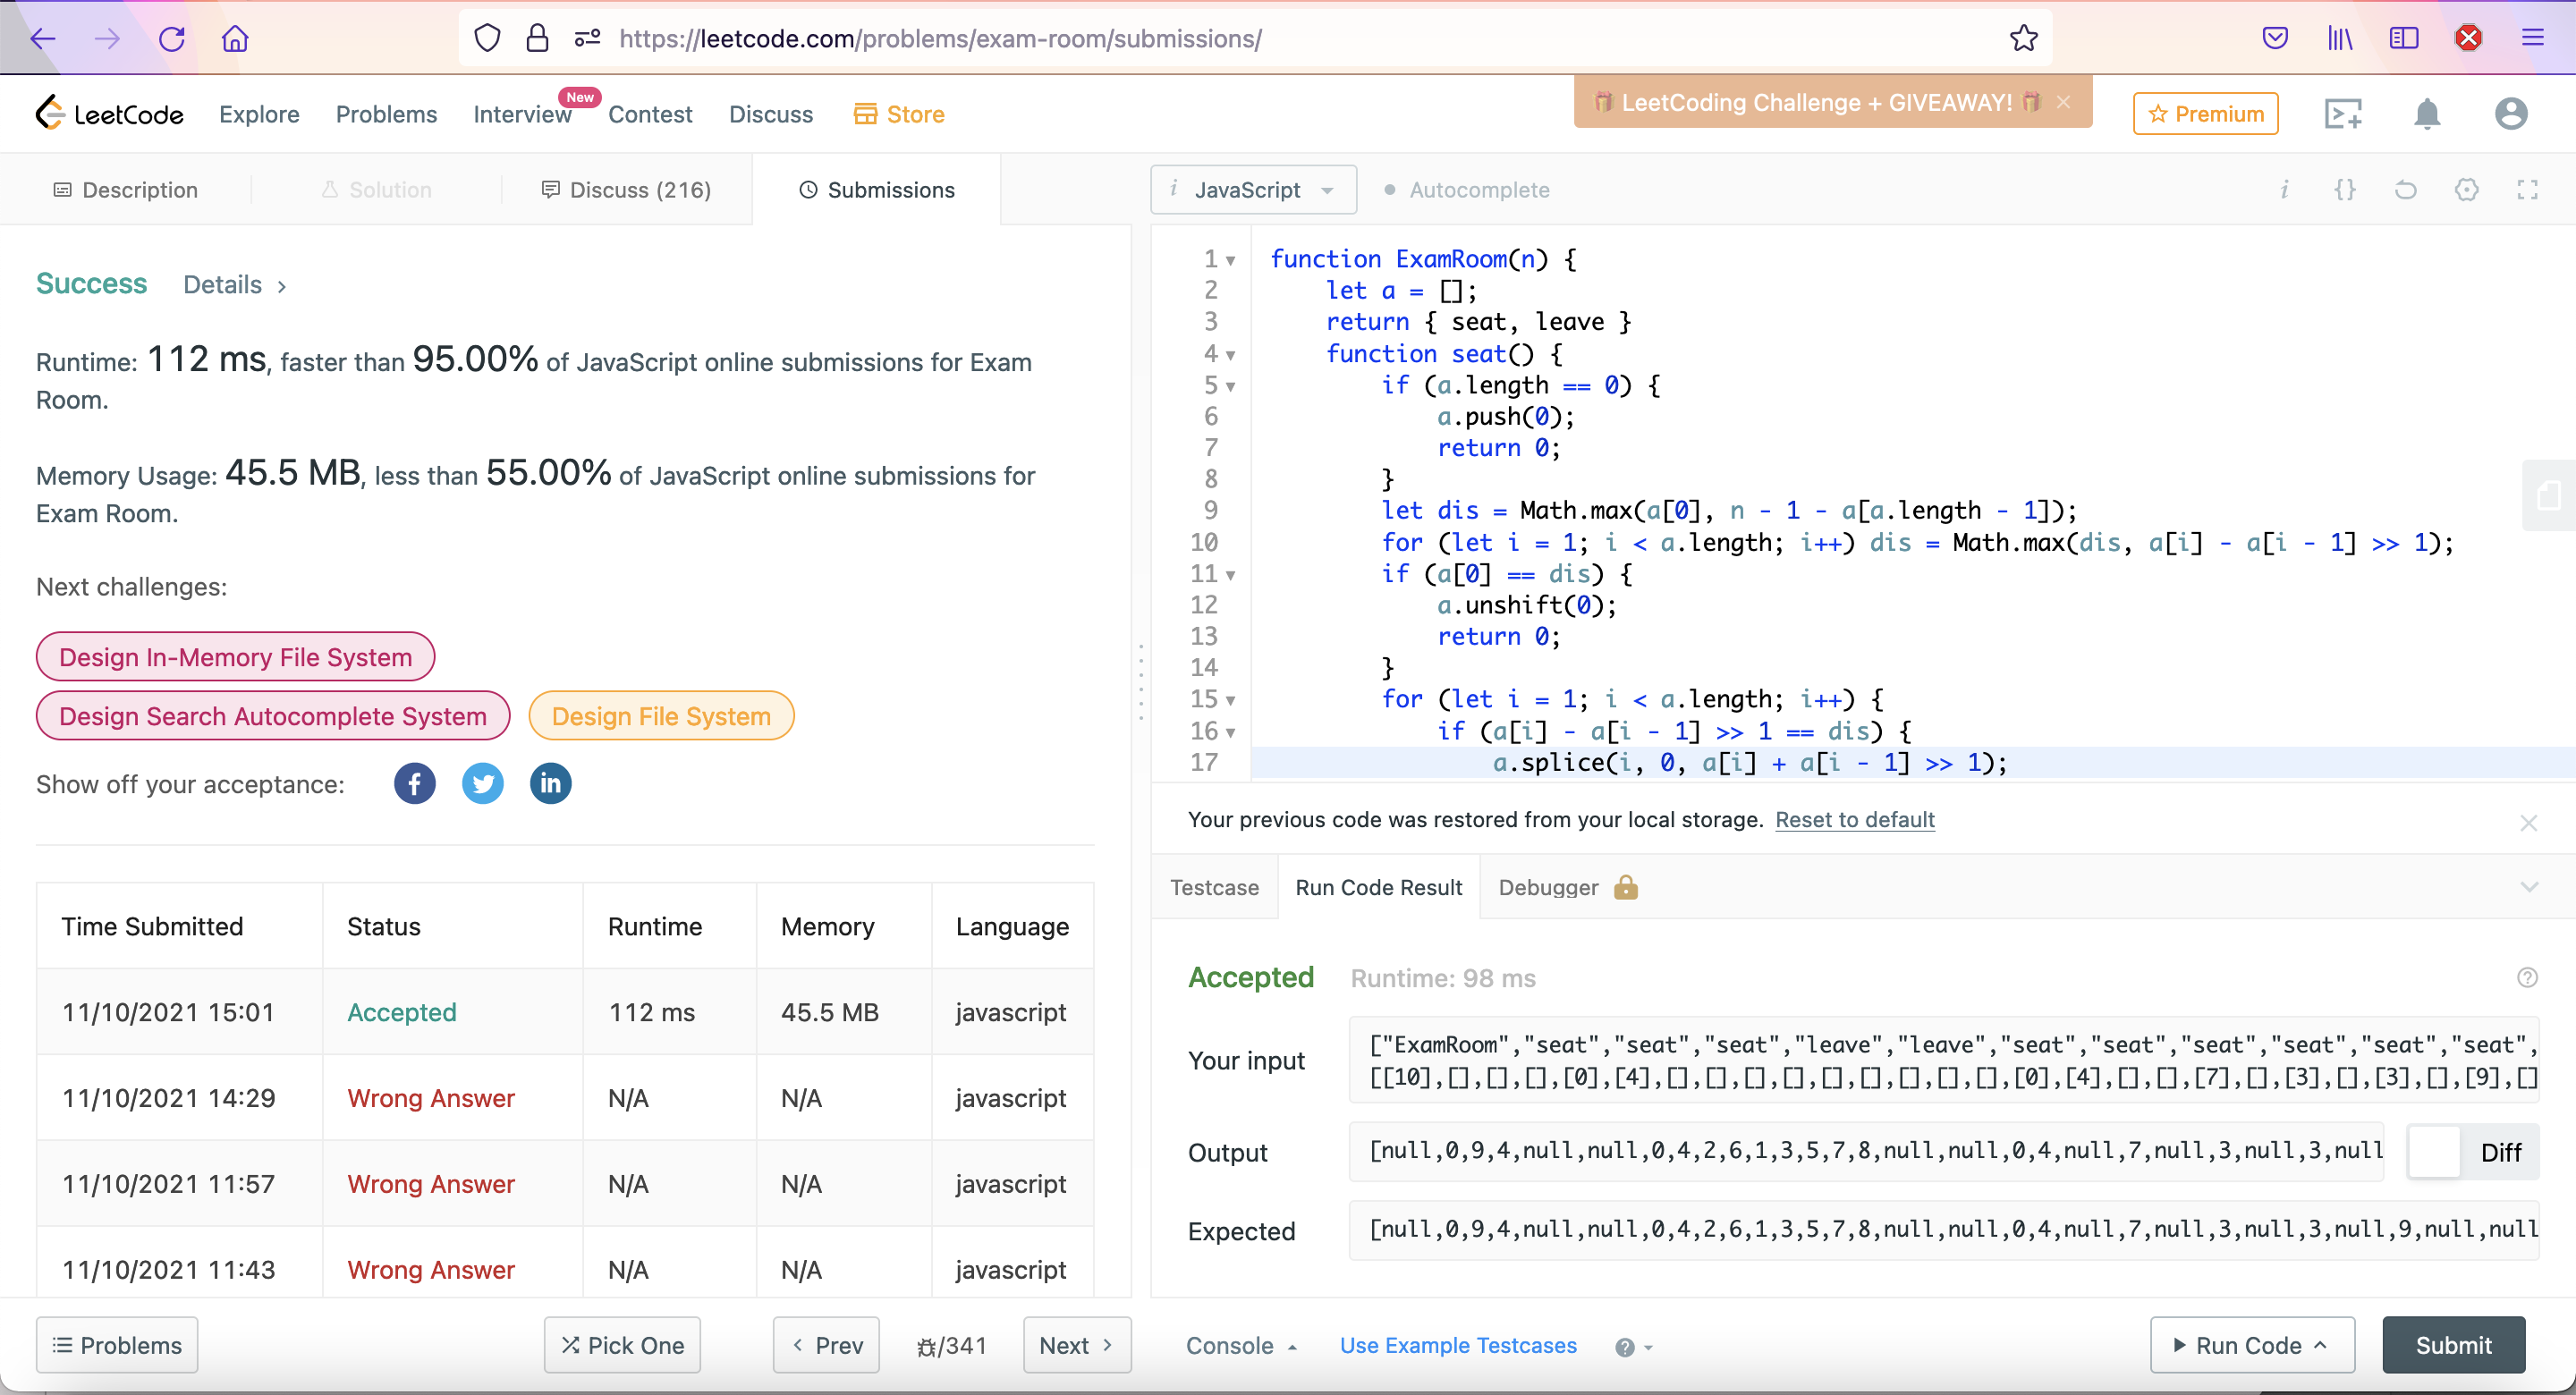 https://leetcode.com/problems/exam-room/submissions/
LeetCode Explore Problems Interview New Contest Discuss Store LeetCoding Challenge + GIVEAWAY! Premium
Description Solution Discuss (216) Submissions
Success Details
Runtime: 112 ms, faster than 95.00% of JavaScript online submissions for Exam
Room.
Memory Usage: 45.5 MB, less than 55.00% of JavaScript online submissions for
Exam Room.
Next challenges:
Design In-Memory File System
Design Search Autocomplete System Design File System
Show off your acceptance:
Time Submitted Status Runtime Memory Language
11/10/2021 15:01 Accepted 112 ms 45.5 MB javascript
11/10/2021 14:29 Wrong Answer N/A N/A javascript
11/10/2021 11:57 Wrong Answer N/A N/A javascript
11/10/2021 11:43 Wrong Answer N/A N/A javascript
Problems Pick One Prev /341 Next
i JavaScript Autocomplete i {}
1 function ExamRoom(n) {
2 let a = [];
3 return { seat, leave }
4 function seat() {
5 if (a.length == 0) {
6 a.push(0);
7 return 0;
8 }
9 let dis = Math.max(a[0], n - 1 - a[a.length - 1]);
10 for (let i = 1; i < a.length; i++) dis = Math.max(dis, a[i] - a[i - 1] >> 1);
11 if (a[0] == dis) {
12 a.unshift(0);
13 return 0;
14 }
15 for (let i = 1; i < a.length; i++) {
16 if (a[i] - a[i - 1] >> 1 == dis) {
17 a.splice(i, 0, a[i] + a[i - 1] >> 1);
Your previous code was restored from your local storage. Reset to default
Testcase Run Code Result Debugger
Accepted Runtime: 98 ms
Your input
["ExamRoom","seat","seat","seat","leave","leave","seat","seat","seat","seat","seat","seat",
[[10],[],[],[],[0],[4],[],[],[],[],[],[],[],[],[],[0],[4],[],[],[7],[],[3],[],[3],[],[9],[]
Output [null,0,9,4,null,null,0,4,2,6,1,3,5,7,8,null,null,0,4,null,7,null,3,null,3,null Diff
Expected [null,0,9,4,null,null,0,4,2,6,1,3,5,7,8,null,null,0,4,null,7,null,3,null,3,null,9,null,null
Console Use Example Testcases Run Code Submit